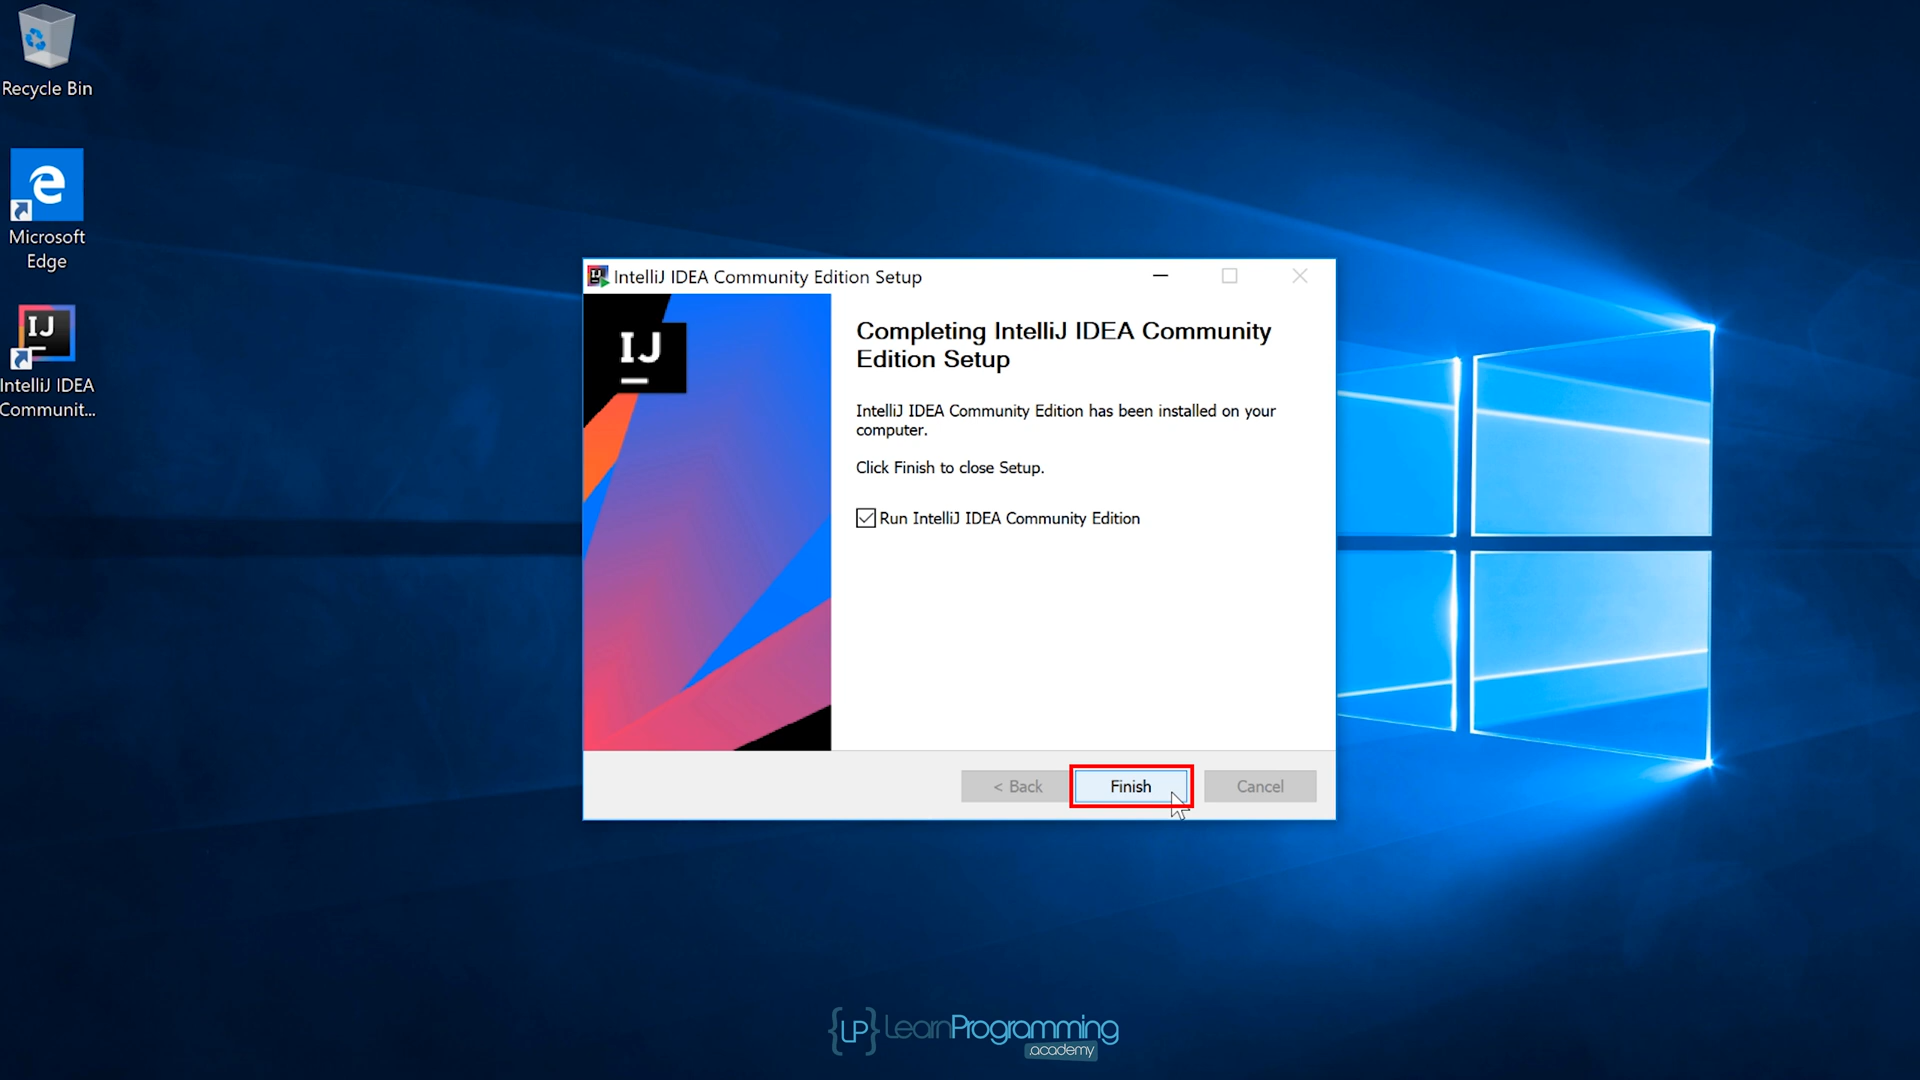 Recycle Bin
Microsoft
Edge
IJ
IntelliJ IDEA
Communit...
IntelliJ IDEA Community Edition Setup
IJ
Completing IntelliJ IDEA Community
Edition Setup
IntelliJ IDEA Community Edition has been installed on your
computer.
Click Finish to close Setup.
Run IntelliJ IDEA Community Edition
< Back
Finish
Cancel
{LP} LearnProgramming
.academy